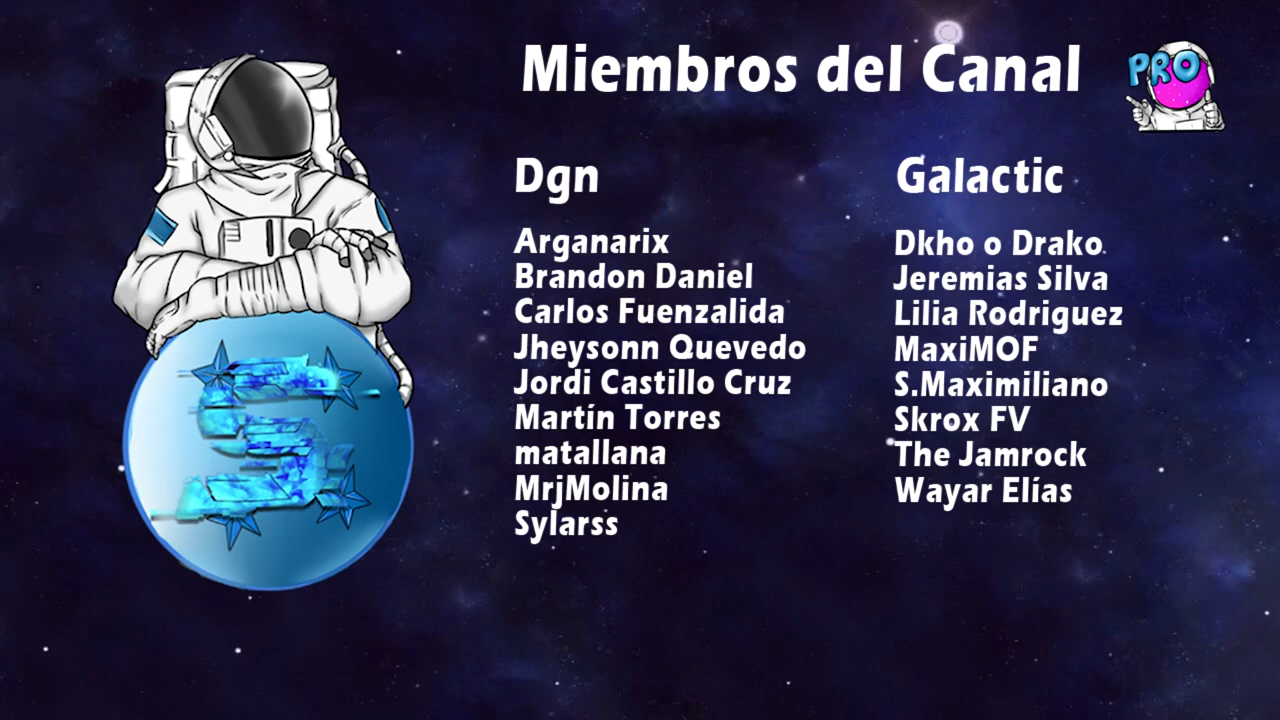 Miembros del Canal
PRO
Dgn
Arganarix
Brandon Daniel
Carlos Fuenzalida
Jheysonn Quevedo
Jordi Castillo Cruz
Martín Torres
matallana
MrjMolina
Sylarss
Galactic
Dkho o Drako
Jeremias Silva
Lilia Rodriguez
MaxiMOF
S.Maximiliano
Skrox FV
The Jamrock
Wayar Elías
S